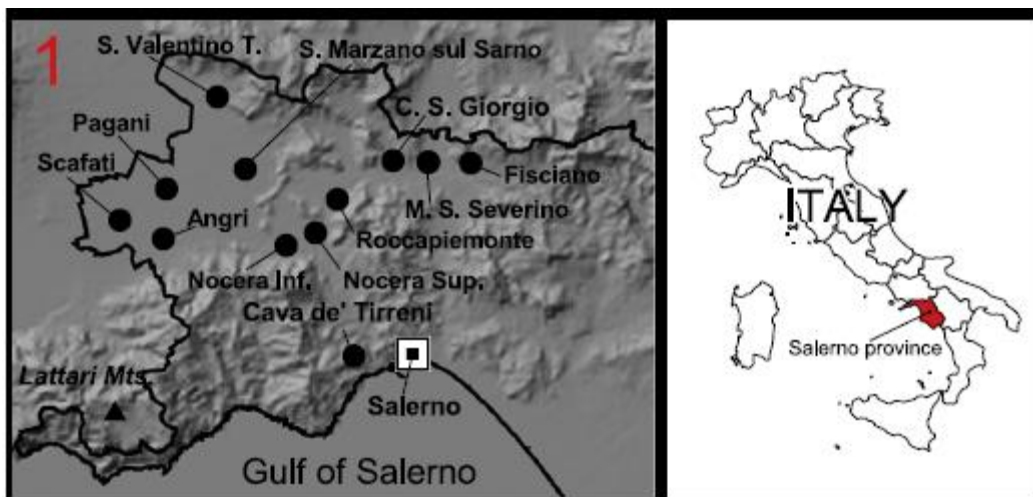 1
S. Valentino T.
S. Marzano sul Sarno
Pagani
C. S. Giorgio
Scafati
Fisciano
Angri
M. S. Severino
Roccapiemonte
Nocera Inf.
Nocera Sup.
Cava de' Tirreni
Lattari Mts.
Salerno
Gulf of Salerno
ITALY
Salerno province